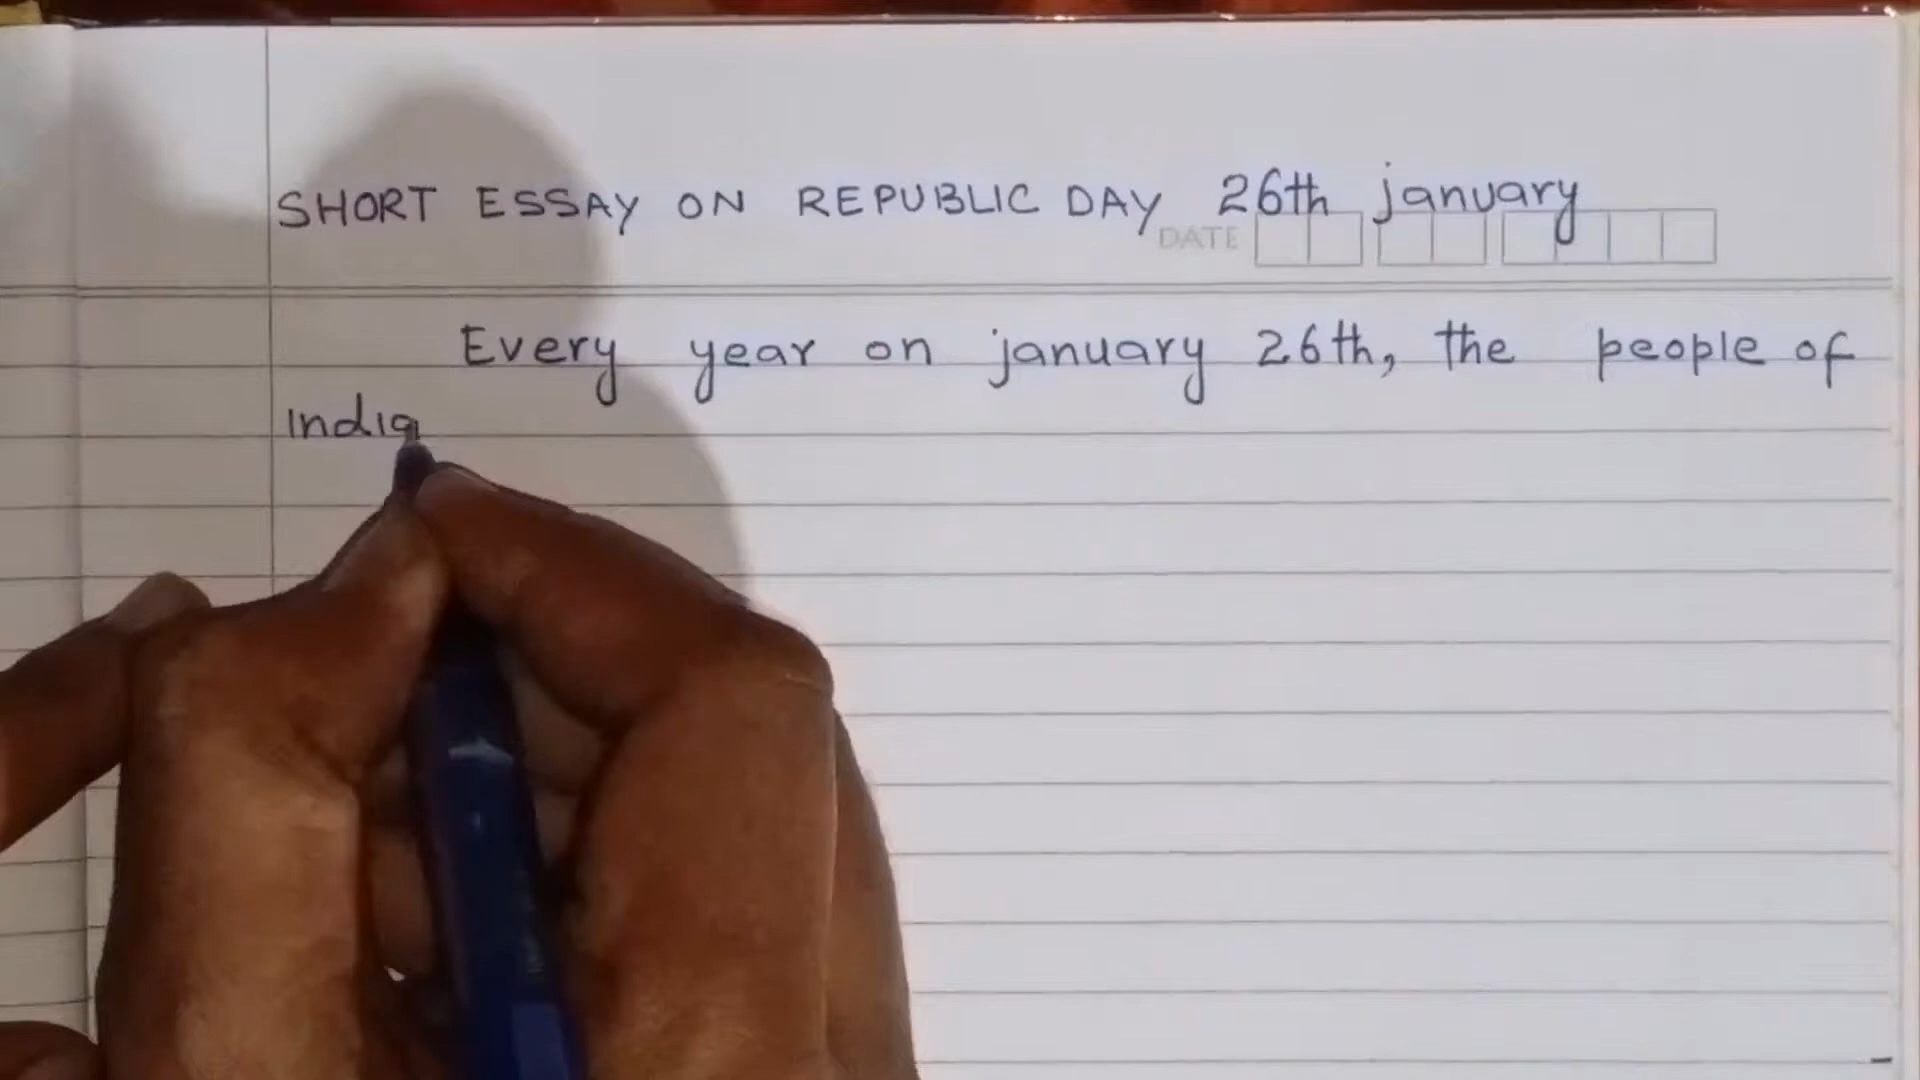 SHORT ESSAY ON REPUBLIC DAY 26th january
DATE
Every year on january 26th, the people of
india